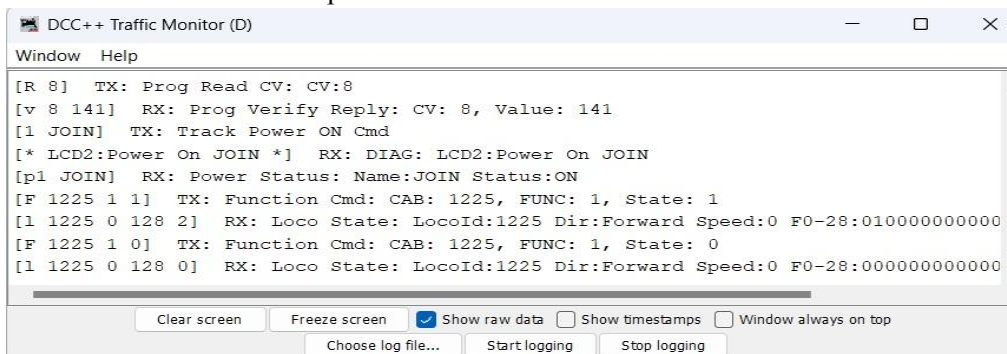 DCC++ Traffic Monitor (D)
Window Help
[R 8] TX: Prog Read CV: CV:8
[v 8 141] RX: Prog Verify Reply: CV: 8, Value: 141
[1 JOIN] TX: Track Power ON Cmd
[* LCD2:Power On JOIN *] RX: DIAG: LCD2:Power On JOIN
[p1 JOIN] RX: Power Status: Name:JOIN Status:ON
[F 1225 1 1] TX: Function Cmd: CAB: 1225, FUNC: 1, State: 1
[l 1225 0 128 2] RX: Loco State: LocoId:1225 Dir:Forward Speed:0 F0-28:010000000000
[F 1225 1 0] TX: Function Cmd: CAB: 1225, FUNC: 1, State: 0
[l 1225 0 128 0] RX: Loco State: LocoId:1225 Dir:Forward Speed:0 F0-28:000000000000
Clear screen Freeze screen Show raw data Show timestamps Window always on top
Choose log file... Start logging Stop logging